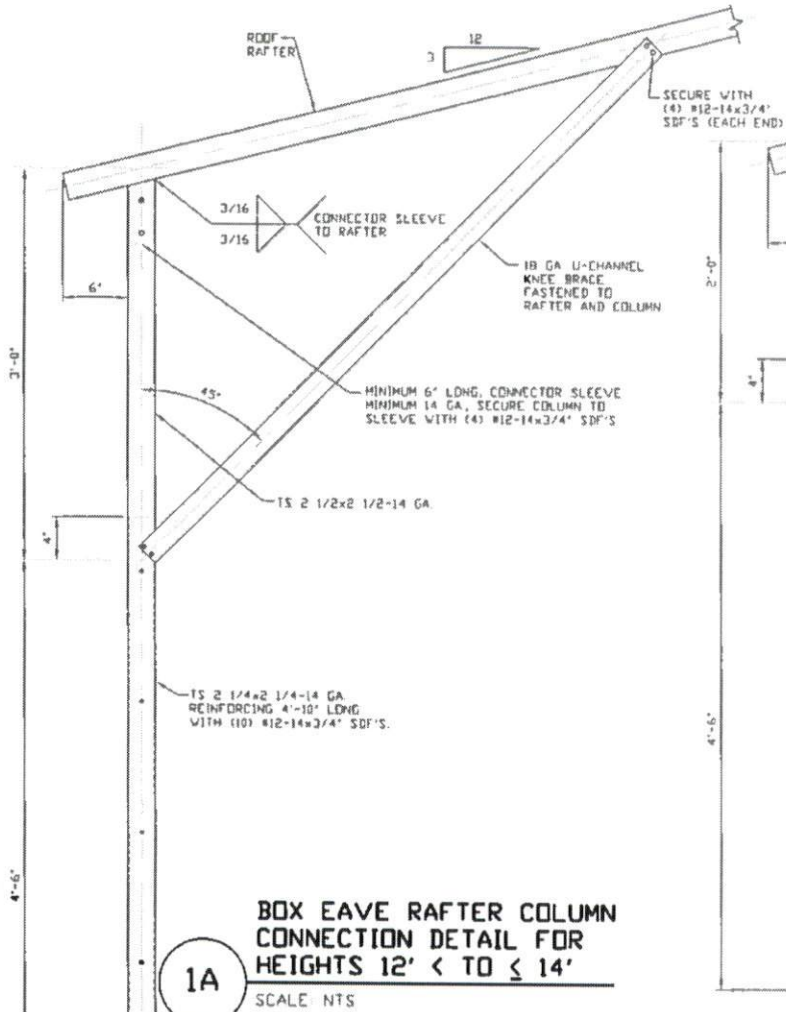 ROOF
RAFTER
12
3
SECURE WITH
(4) #12-14x3/4" SDF'S (EACH END)
3/16
3/16
CONNECTOR SLEEVE
TO RAFTER
6"
3'-0"
18 GA U-CHANNEL
KNEE BRACE
FASTENED TO
RAFTER AND COLUMN
2'-0"
4"
45°
MINIMUM 6" LONG, CONNECTOR SLEEVE
MINIMUM 14 GA, SECURE COLUMN TO
SLEEVE WITH (4) #12-14x3/4" SDF'S
TS 2 1/2x2 1/2-14 GA.
4"
TS 2 1/4x2 1/4-14 GA.
REINFORCING 4'-10" LONG
WITH (10) #12-14x3/4" SDF'S.
4'-6"
4'-6"
1A
BOX EAVE RAFTER COLUMN
CONNECTION DETAIL FOR
HEIGHTS 12' < TO ≤ 14'
SCALE: NTS